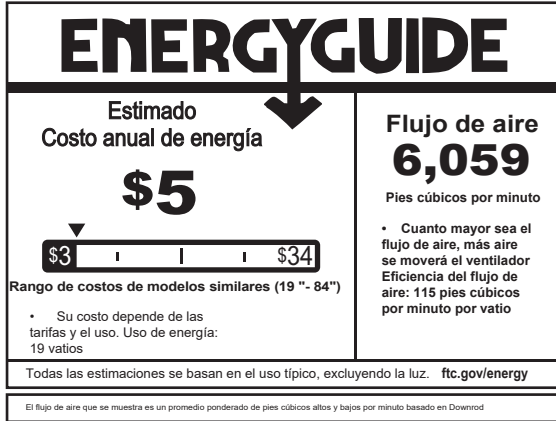 ENERGYGUIDE
Estimado
Costo anual de energía
$5
$3
$34
Rango de costos de modelos similares (19 "- 84")
• Su costo depende de las
tarifas y el uso. Uso de energía:
19 vatios
Flujo de aire
6,059
Pies cúbicos por minuto
• Cuanto mayor sea el
flujo de aire, más aire
se moverá el ventilador
Eficiencia del flujo de
aire: 115 pies cúbicos
por minuto por vatio
Todas las estimaciones se basan en el uso típico, excluyendo la luz. ftc.gov/energy
El flujo de aire que se muestra es un promedio ponderado de pies cúbicos altos y bajos por minuto basado en Downrod